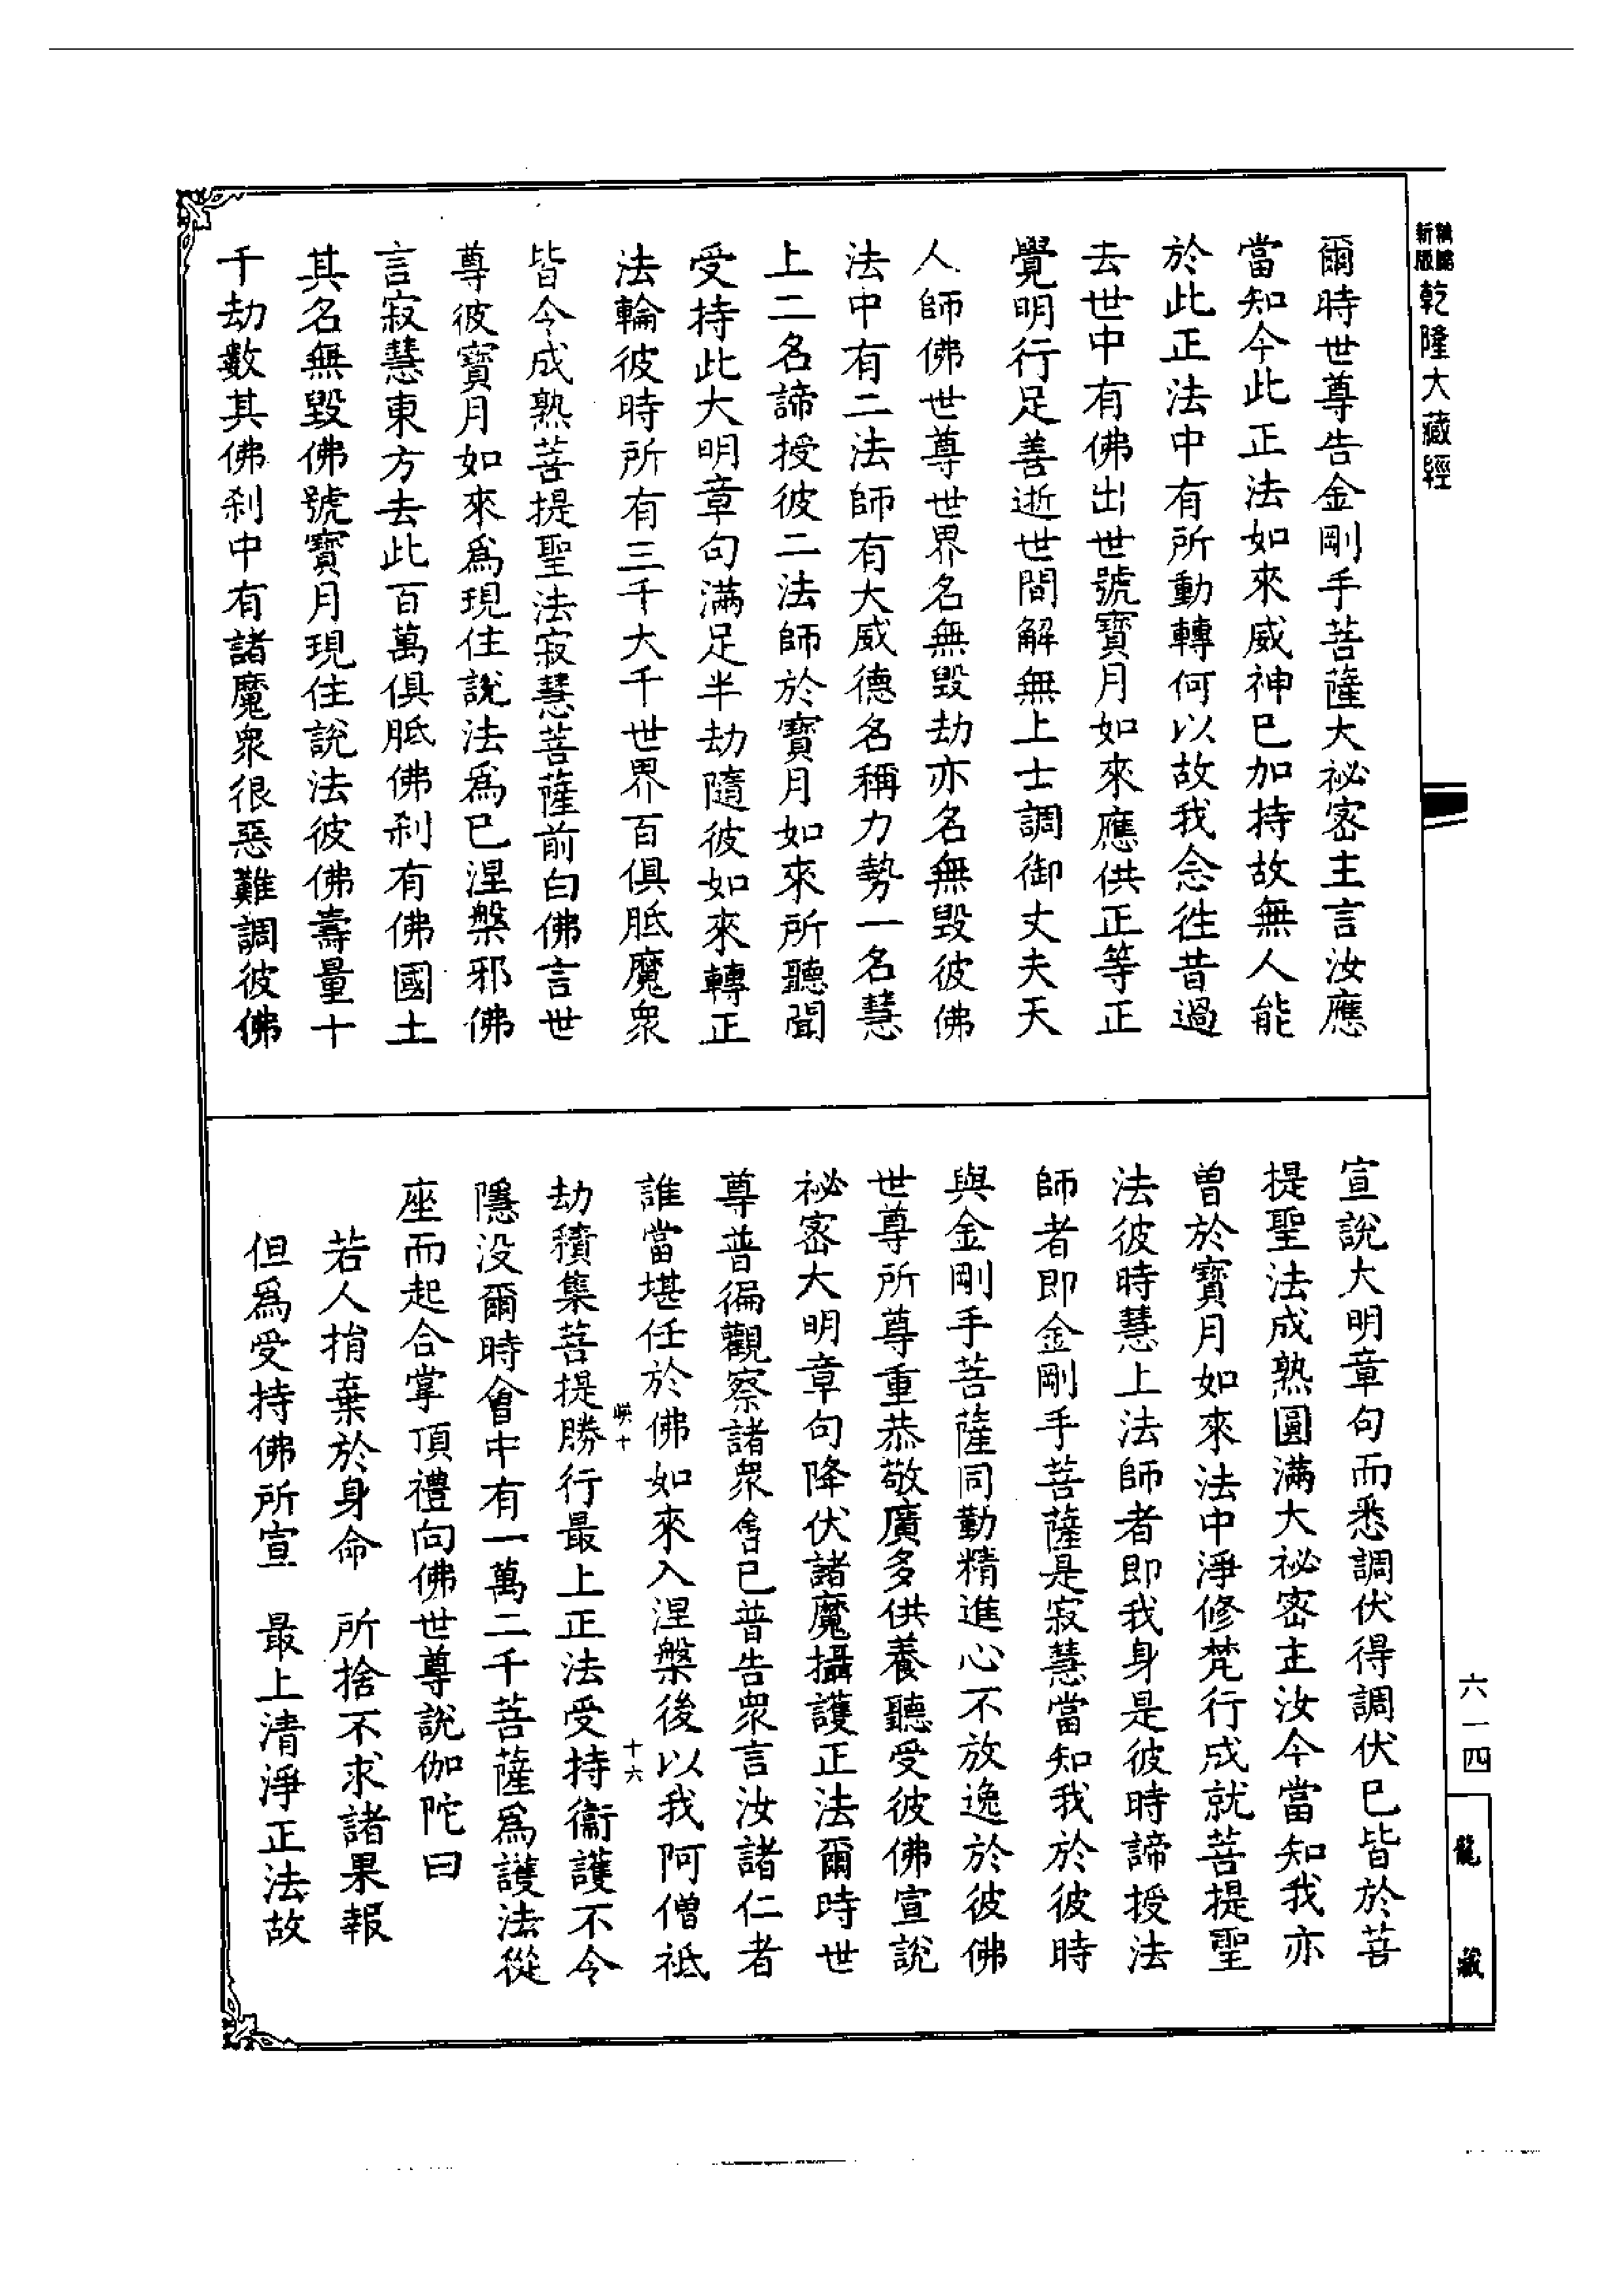 新版
乾隆大藏經
爾時世尊告金剛手菩薩大祕密主言汝應
當知今此正法如來威神已加持故無人能
於此正法中有所動轉何以故我念往昔過
去世中有佛出世號寶月如來應供正等正
覺明行足善逝世間解無上士調御丈夫天
人師佛世尊世界名無毀劫亦名無毀彼佛
法中有二法師有大威德名稱力勢一名慧
上二名諦授彼二法師於寶月如來所聽聞
受持此大明章句滿足半劫隨彼如來轉正
法輪彼時所有三千大千世界百俱胝魔衆
皆令成熟菩提聖法寂慧菩薩前白佛言世
尊彼寶月如來爲現住說法爲已涅槃邪佛
言寂慧東方去此百萬俱胝佛刹有佛國土
其名無毀佛號寶月現住說法彼佛壽量十
千劫數其佛刹中有諸魔衆很惡難調彼佛
宣說大明章句而悉調伏得調伏已皆於菩
提聖法成熟圓滿大祕密主汝今當知我亦
曽於寶月如來法中淨修梵行成就菩提聖
法彼時慧上法師者即我身是彼時諦授法
師者即金剛手菩薩是寂慧當知我於彼時
與金剛手菩薩同勤精進心不放逸於彼佛
世尊所尊重恭敬廣多供養聽受彼佛宣說
祕密大明章句降伏諸魔攝護正法爾時世
尊普徧觀察諸衆會已普告衆言汝諸仁者
誰當堪任於佛如來入涅槃後以我阿僧祇
劫積集菩提勝行最上正法受持衞護不令
十六
隱没爾時會中有一萬二千菩薩爲護法從
座而起合掌頂禮向佛世尊說伽陀曰
若人捎棄於身命　所捨不求諸果報
但爲受持佛所宣　最上清淨正法故
六一四
龍藏